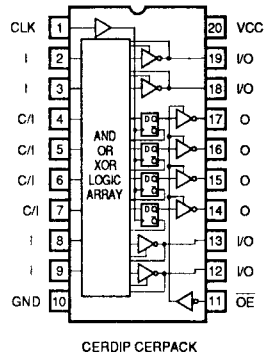 CLK 1 20 VCC
I 2 19 I/O
I 3 18 I/O
C/I 4 D Q 17 O
C/I 5 D Q 16 O
C/I 6 D Q 15 O
C/I 7 D Q 14 O
I 8 13 I/O
I 9 12 I/O
GND 10 11 OE
AND
OR
XOR
LOGIC
ARRAY
CERDIP CERPACK